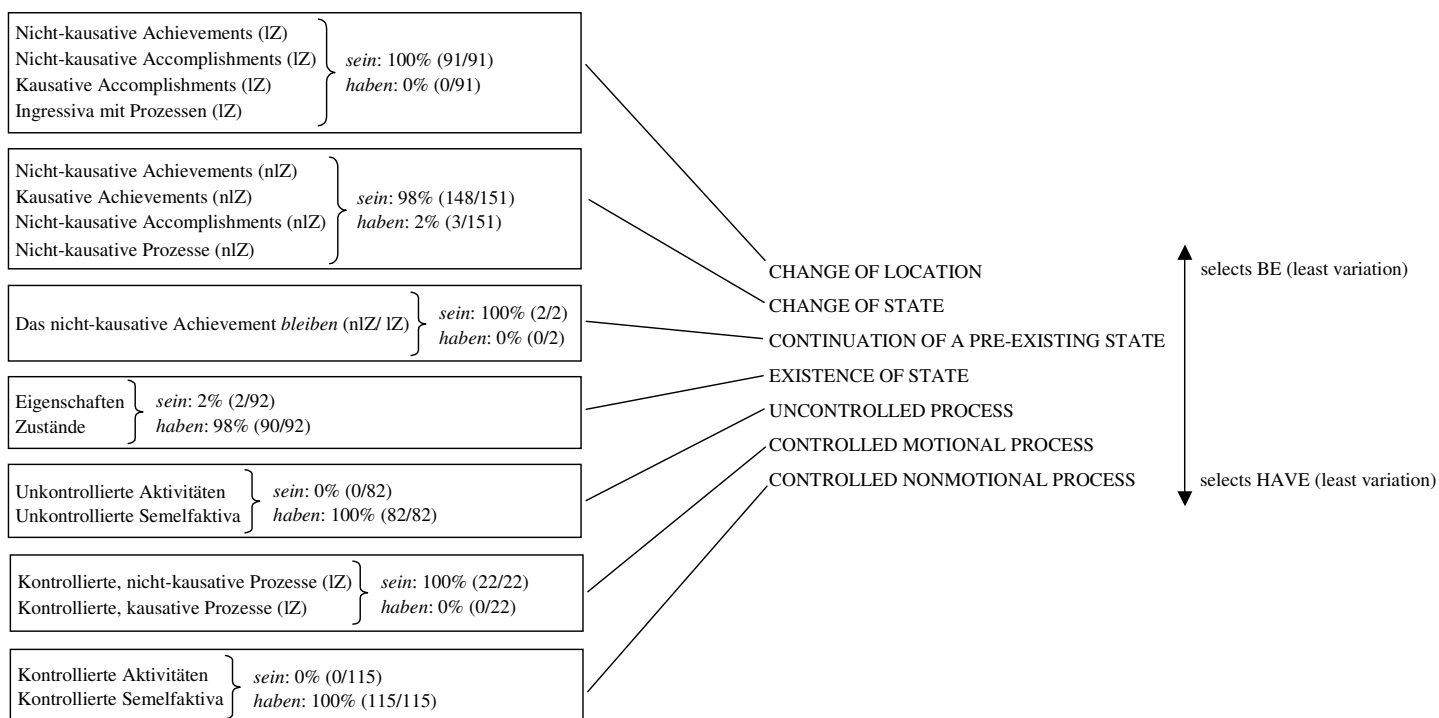 Nicht-kausative Achievements (lZ)
Nicht-kausative Accomplishments (lZ)
Kausative Accomplishments (lZ)
Ingressiva mit Prozessen (lZ)
sein: 100% (91/91)
haben: 0% (0/91)
Nicht-kausative Achievements (nlZ)
Kausative Achievements (nlZ)
Nicht-kausative Accomplishments (nlZ)
Nicht-kausative Prozesse (nlZ)
sein: 98% (148/151)
haben: 2% (3/151)
Das nicht-kausative Achievement bleiben (nlZ/ lZ)
sein: 100% (2/2)
haben: 0% (0/2)
Eigenschaften
Zustände
sein: 2% (2/92)
haben: 98% (90/92)
Unkontrollierte Aktivitäten
Unkontrollierte Semelfaktiva
sein: 0% (0/82)
haben: 100% (82/82)
Kontrollierte, nicht-kausative Prozesse (lZ)
Kontrollierte, kausative Prozesse (lZ)
sein: 100% (22/22)
haben: 0% (0/22)
Kontrollierte Aktivitäten
Kontrollierte Semelfaktiva
sein: 0% (0/115)
haben: 100% (115/115)
CHANGE OF LOCATION
CHANGE OF STATE
CONTINUATION OF A PRE-EXISTING STATE
EXISTENCE OF STATE
UNCONTROLLED PROCESS
CONTROLLED MOTIONAL PROCESS
CONTROLLED NONMOTIONAL PROCESS
selects BE (least variation)
selects HAVE (least variation)